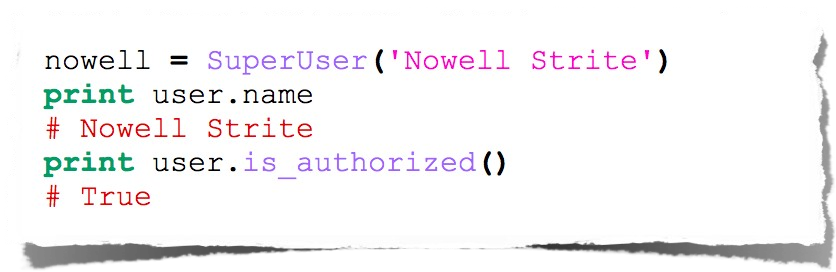 nowell = SuperUser('Nowell Strite')
print user.name
# Nowell Strite
print user.is_authorized()
# True